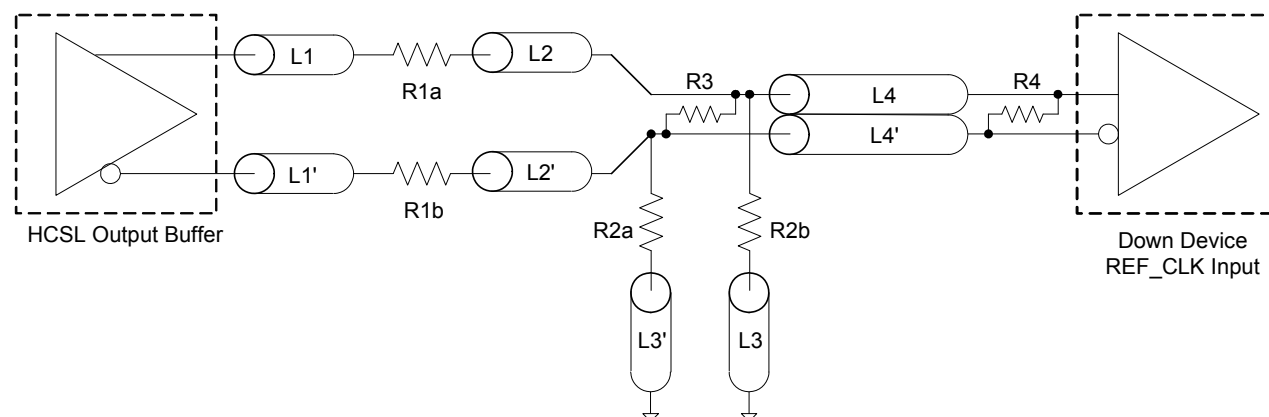 L1
R1a
L2
R3
L4
R4
L4'
L1'
R1b
L2'
R2a
R2b
HCSL Output Buffer
Down Device
REF_CLK Input
L3'
L3